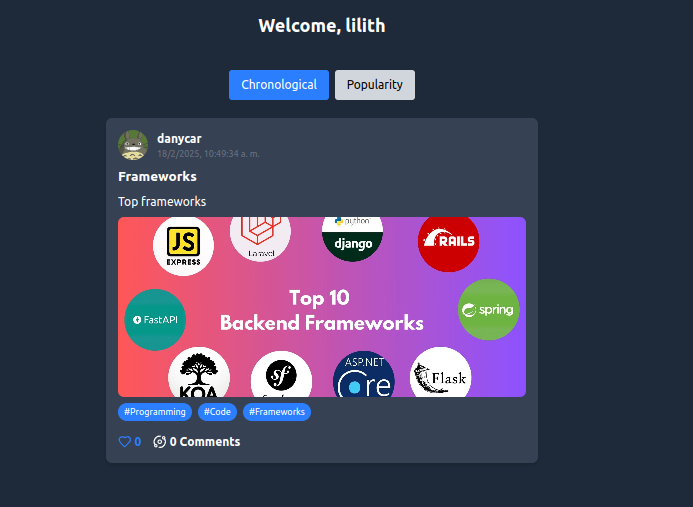 Welcome, lilith
Chronological
Popularity
danycar
18/2/2025, 10:49:34 a. m.
Frameworks
Top frameworks
JS
EXPRESS
Laravel
python
django
RAILS
FastAPI
Top 10
Backend Frameworks
spring
KOA
sf
ASP.NET
Core
Flask
#Programming
#Code
#Frameworks
0
0 Comments